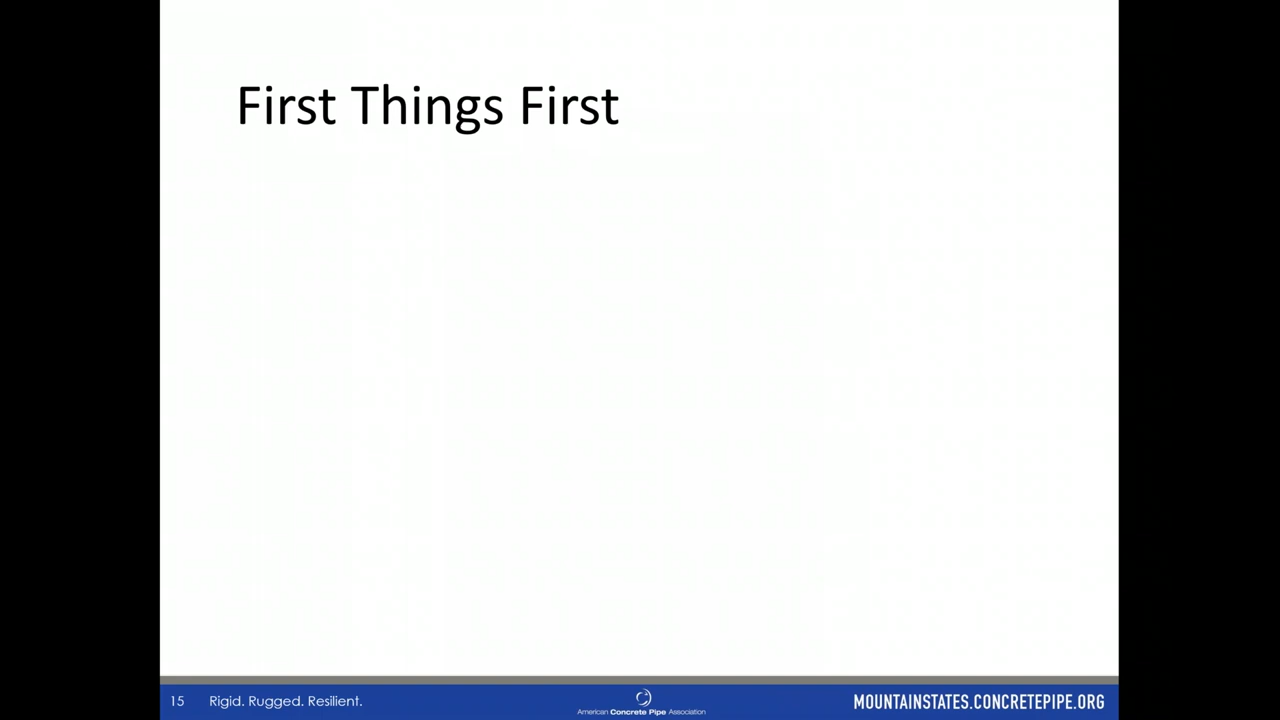 First Things First
15 Rigid. Rugged. Resilient.
American Concrete Pipe Association
MOUNTAINSTATES.CONCRETEPIPE.ORG